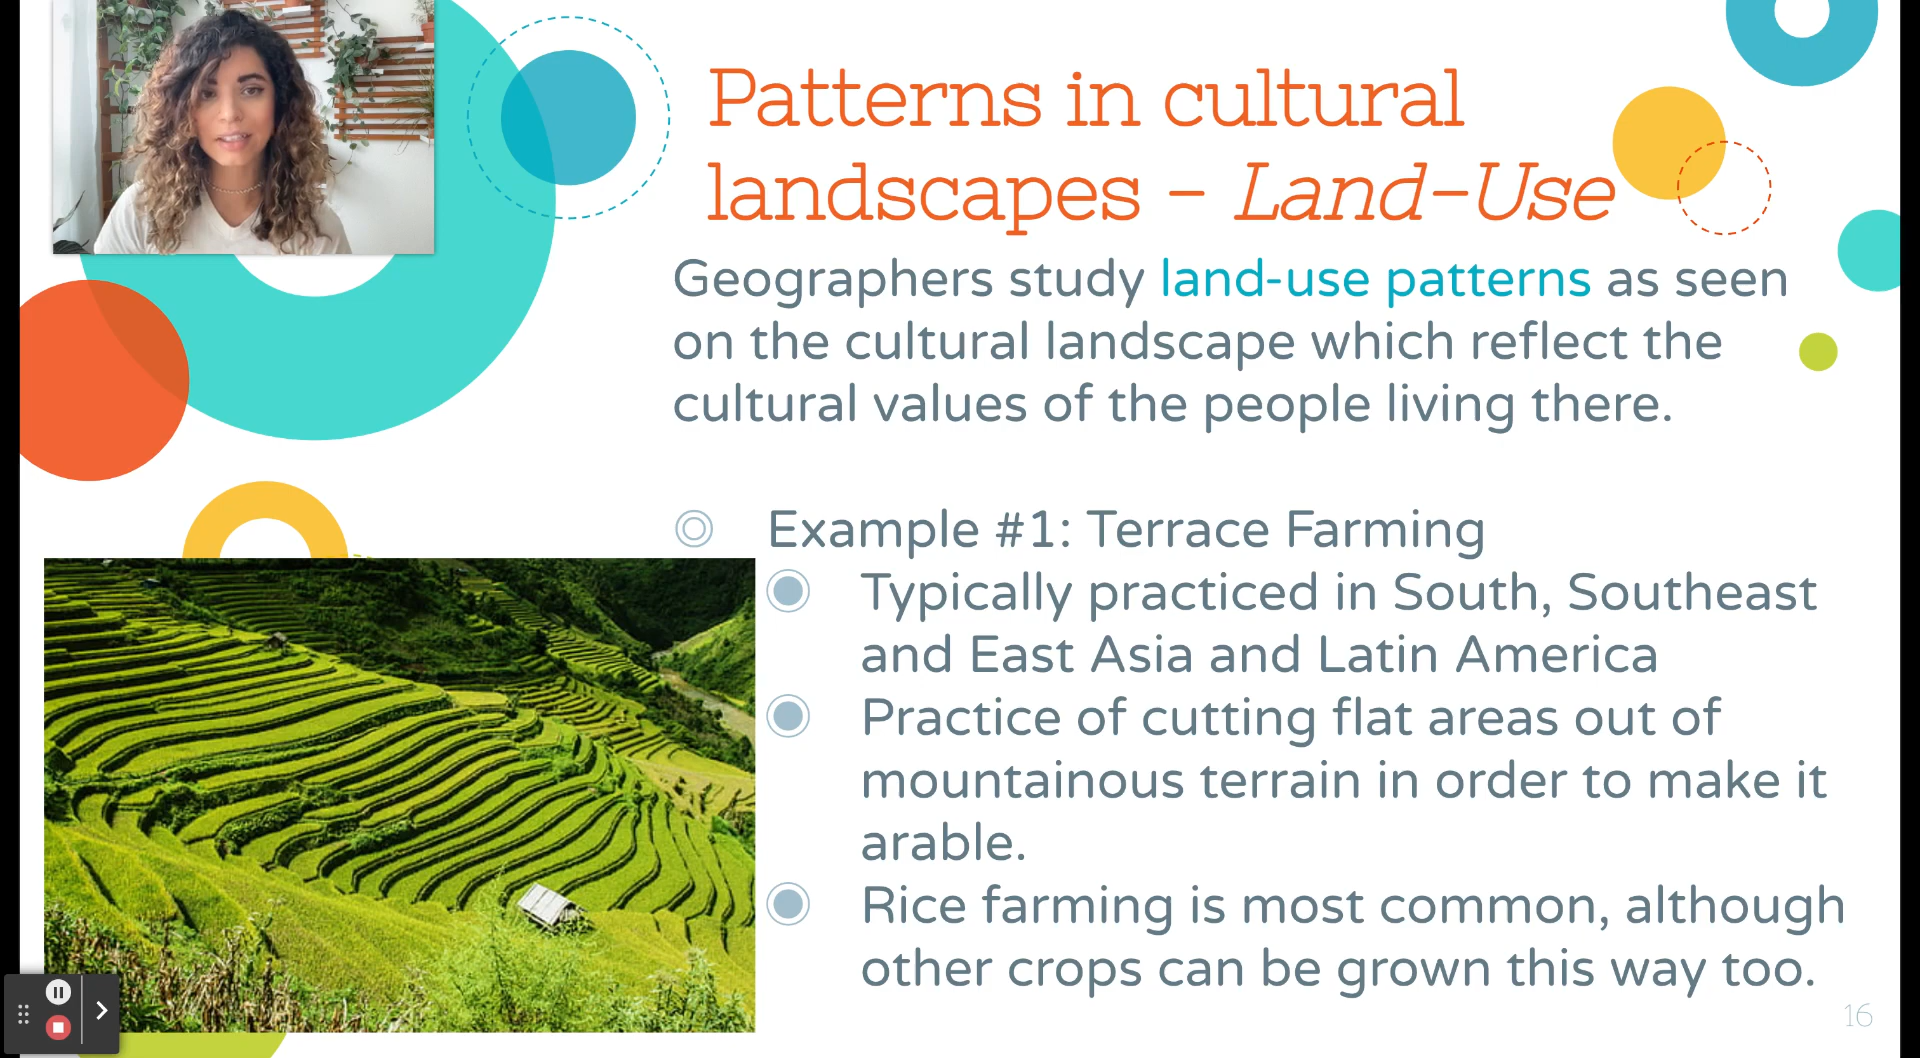 Patterns in cultural
landscapes - Land-Use
Geographers study land-use patterns as seen
on the cultural landscape which reflect the
cultural values of the people living there.
Example #1: Terrace Farming
Typically practiced in South, Southeast
and East Asia and Latin America
Practice of cutting flat areas out of
mountainous terrain in order to make it
arable.
Rice farming is most common, although
other crops can be grown this way too.
16